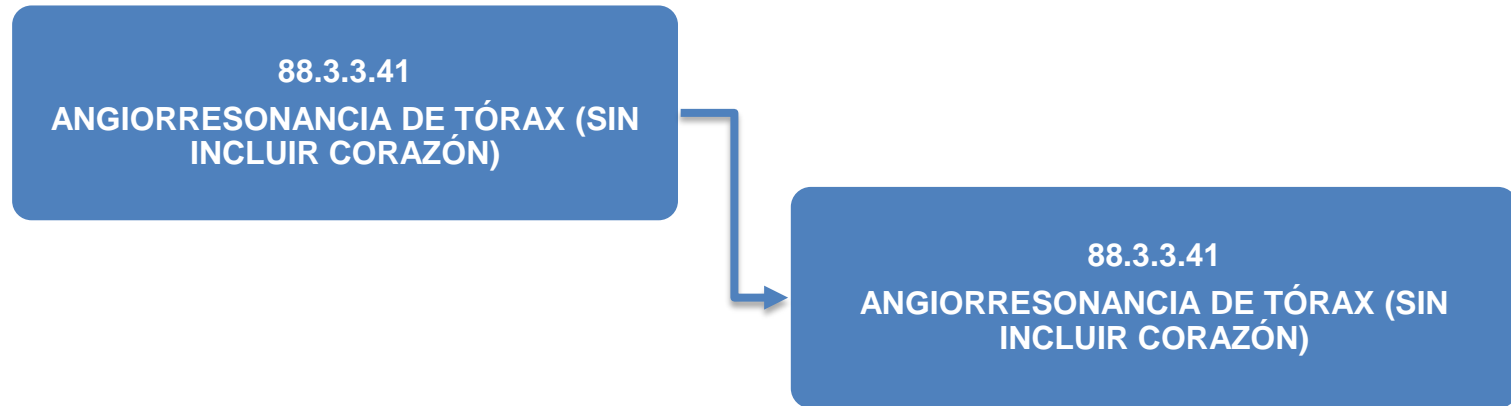 88.3.3.41
ANGIORRESONANCIA DE TÓRAX (SIN
INCLUIR CORAZÓN)
88.3.3.41
ANGIORRESONANCIA DE TÓRAX (SIN
INCLUIR CORAZÓN)